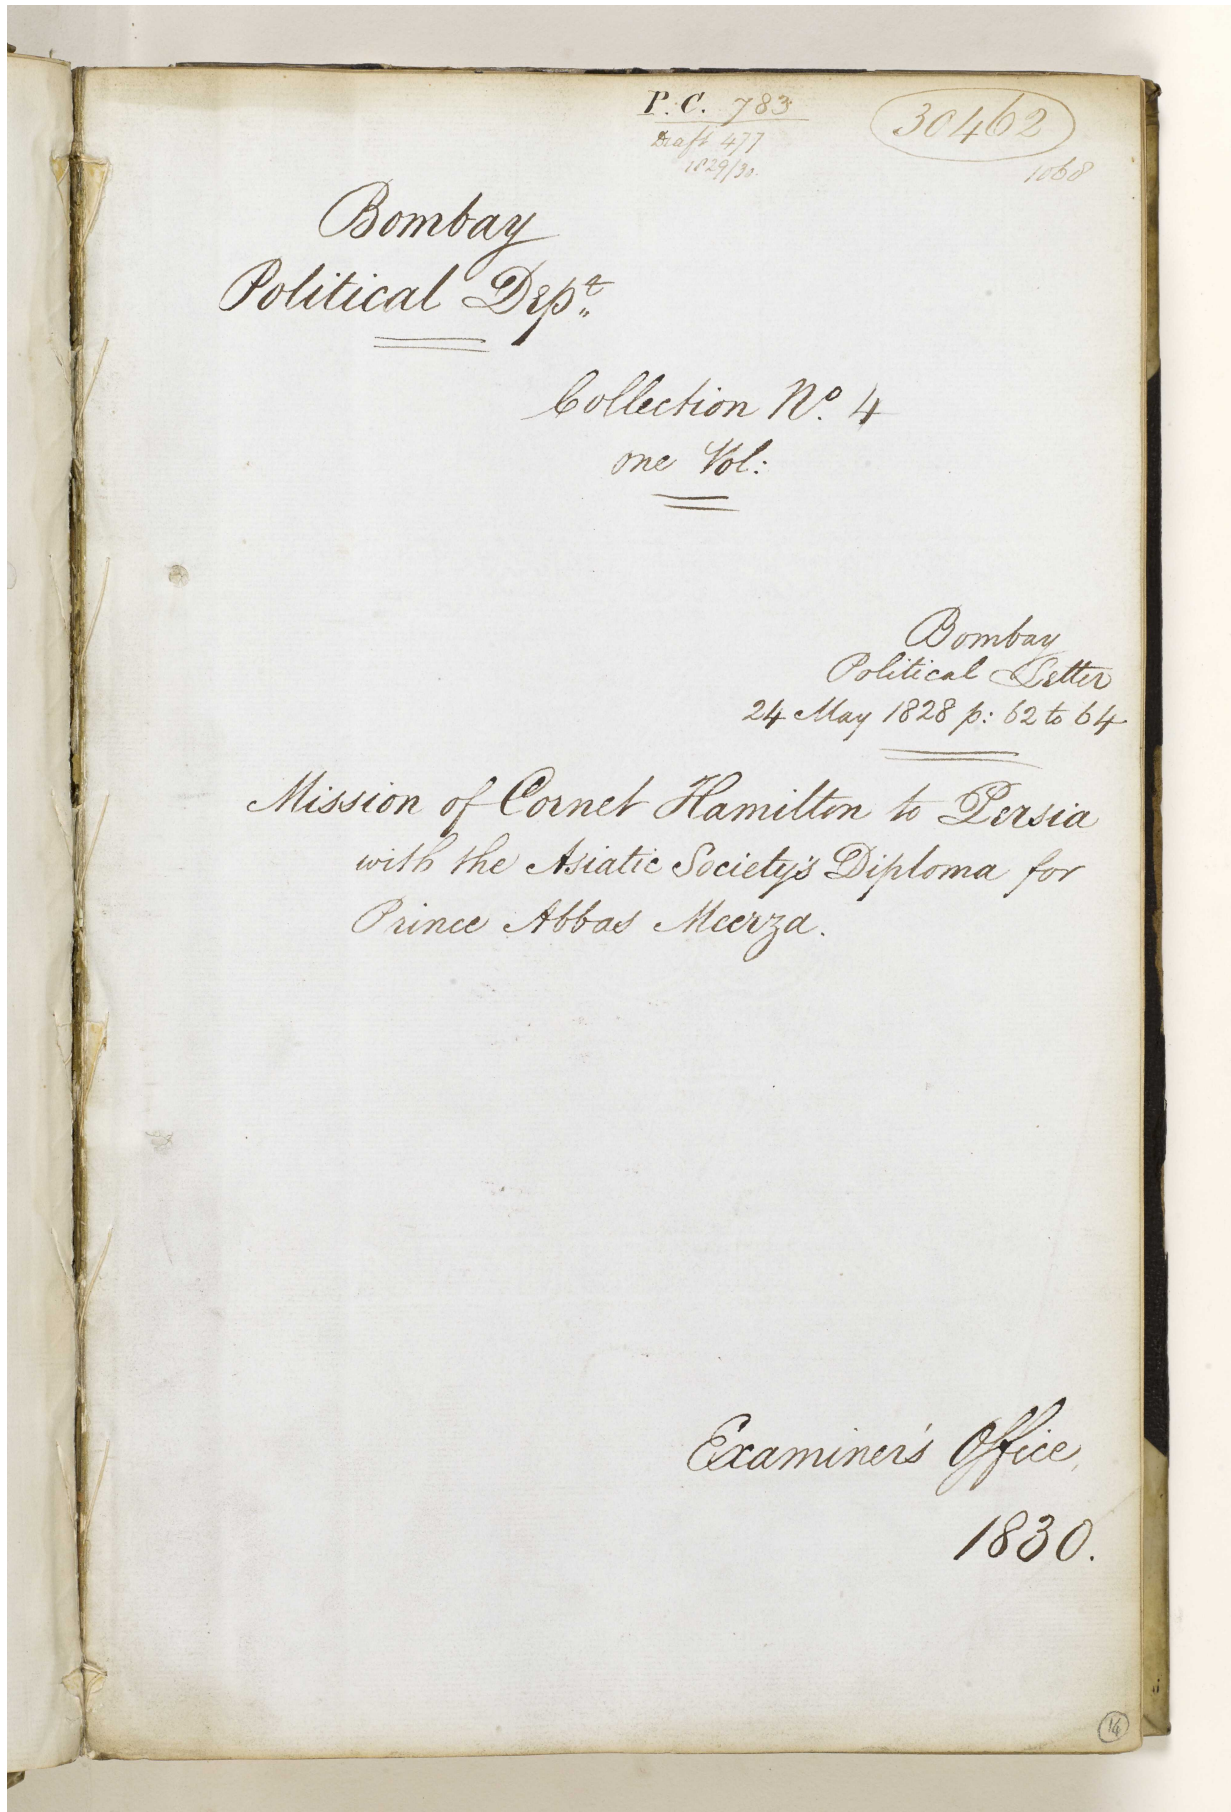 P.C. 783
Draft 477
1829/30.
30462
1068
Bombay
Political Dept.
Collection No. 4
one Vol:
Bombay
Political Letter
24 May 1828 p: 62 to 64
Mission of Cornet Hamilton to Persia
with the Asiatic Society's Diploma for
Prince Abbas Meerza.
Examiner's Office,
1830.